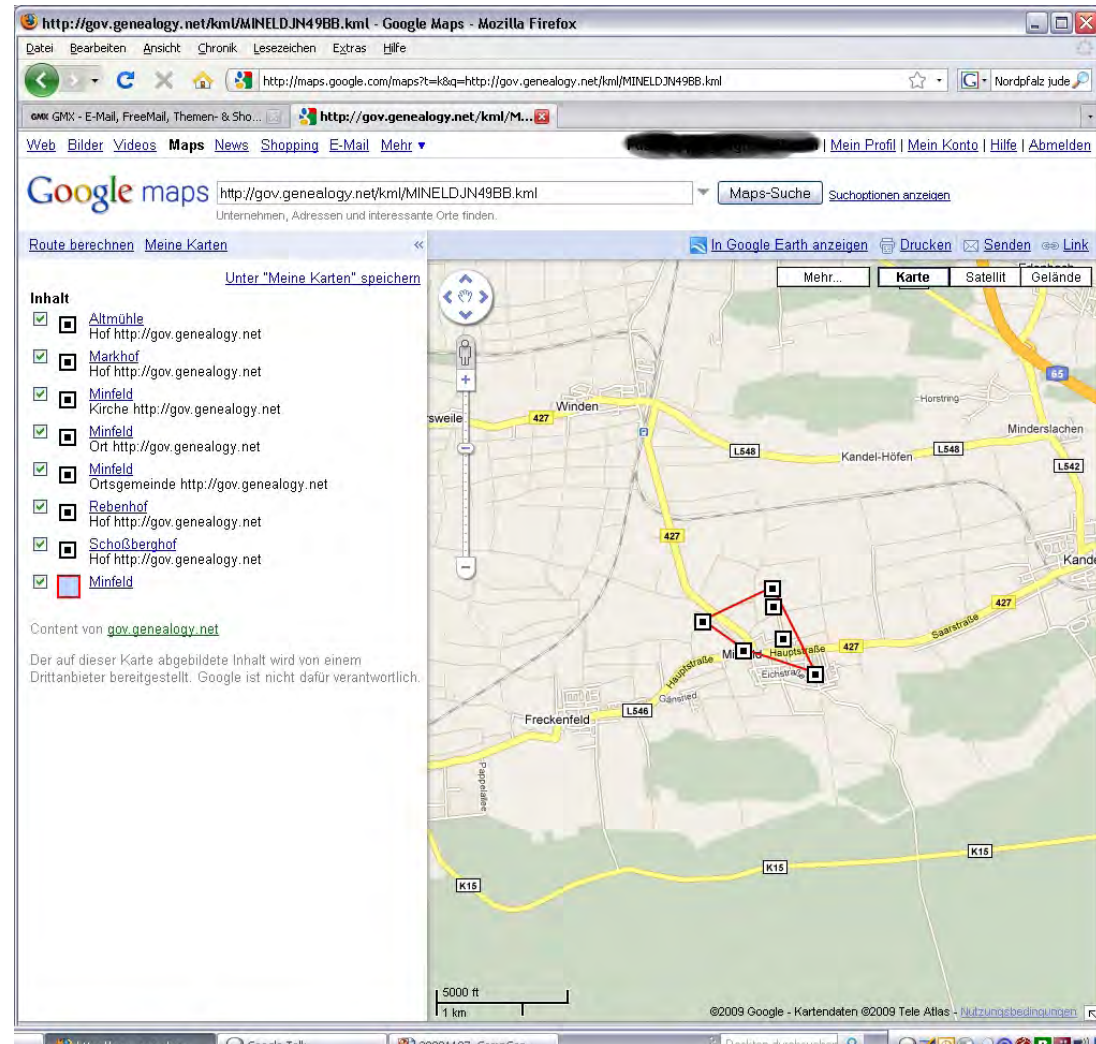 http://gov.genealogy.net/kml/MINELDJN49BB.kml - Google Maps - Mozilla Firefox
Datei Bearbeiten Ansicht Chronik Lesezeichen Extras Hilfe
http://maps.google.com/maps?t=k&q=http://gov.genealogy.net/kml/MINELDJN49BB.kml
G Nordpfalz jude
GMX GMX - E-Mail, FreeMail, Themen- & Sho...
http://gov.genealogy.net/kml/M...
Web Bilder Videos Maps News Shopping E-Mail Mehr ▼
| Mein Profil | Mein Konto | Hilfe | Abmelden
Google maps
http://gov.genealogy.net/kml/MINELDJN49BB.kml
Maps-Suche
Suchoptionen anzeigen
Unternehmen, Adressen und interessante Orte finden.
Route berechnen Meine Karten «
In Google Earth anzeigen Drucken Senden Link
Unter "Meine Karten" speichern
Inhalt
Altmühle
Hof http://gov.genealogy.net
Markhof
Hof http://gov.genealogy.net
Minfeld
Kirche http://gov.genealogy.net
Minfeld
Ort http://gov.genealogy.net
Minfeld
Ortsgemeinde http://gov.genealogy.net
Rebenhof
Hof http://gov.genealogy.net
Schoßberghof
Hof http://gov.genealogy.net
Minfeld
Content von gov.genealogy.net
Der auf dieser Karte abgebildete Inhalt wird von einem
Drittanbieter bereitgestellt. Google ist nicht dafür verantwortlich.
Mehr... Karte Satellit Gelände
65
Horstring
Winden
sweile
427
Minderslachen
L548
Kandel-Höfen
L548
L542
427
Kande
427
Saarstraße
Hauptstraße
427
Hauptstraße
Eichstraß
Gänsried
L546
Freckenfeld
Pappelallee
K15
K15
K15
5000 ft
1 km
©2009 Google - Kartendaten ©2009 Tele Atlas - Nutzungsbedingungen
Google Talk